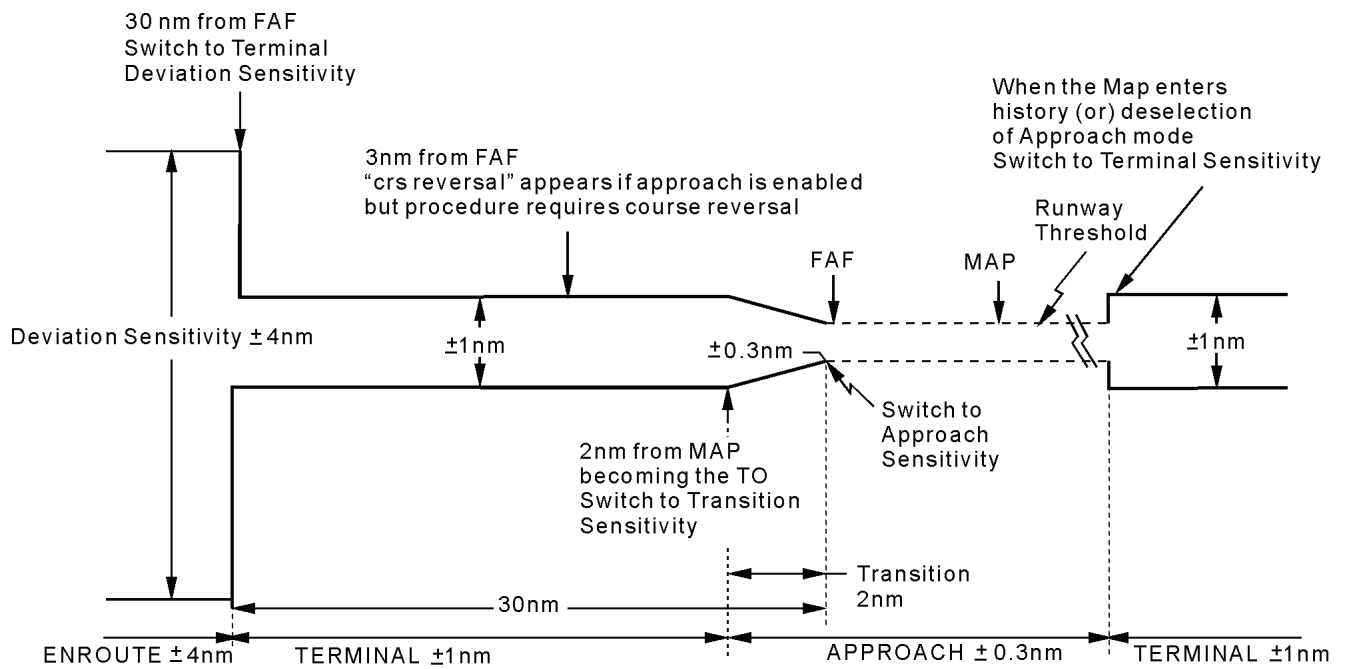 30 nm from FAF
Switch to Terminal
Deviation Sensitivity
When the Map enters
history (or) deselection
of Approach mode
Switch to Terminal Sensitivity
3nm from FAF
“crs reversal” appears if approach is enabled
but procedure requires course reversal
Runway
Threshold
FAF
MAP
Deviation Sensitivity ±4nm
±1nm
±0.3nm
±1nm
Switch to
Approach
Sensitivity
2nm from MAP
becoming the TO
Switch to Transition
Sensitivity
Transition
2nm
30nm
ENROUTE ±4nm
TERMINAL ±1nm
APPROACH ±0.3nm
TERMINAL ±1nm